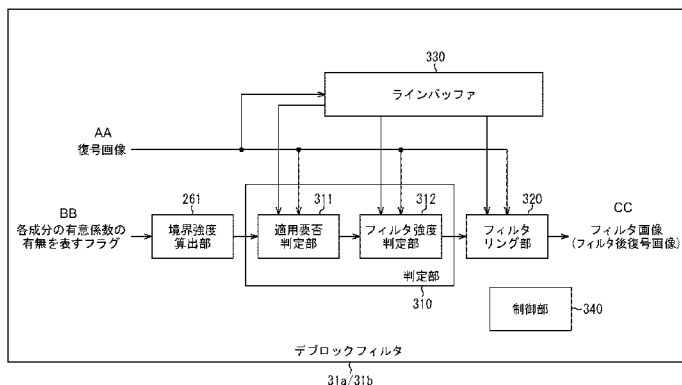 330
ラインバッファ
AA
復号画像
BB
各成分の有意係数の
有無を表すフラグ
261
境界強度
算出部
311
適用要否
判定部
312
フィルタ強度
判定部
320
フィルタ
リング部
CC
フィルタ画像
(フィルタ後復号画像)
判定部
310
制御部
340
デブロックフィルタ
31a/31b